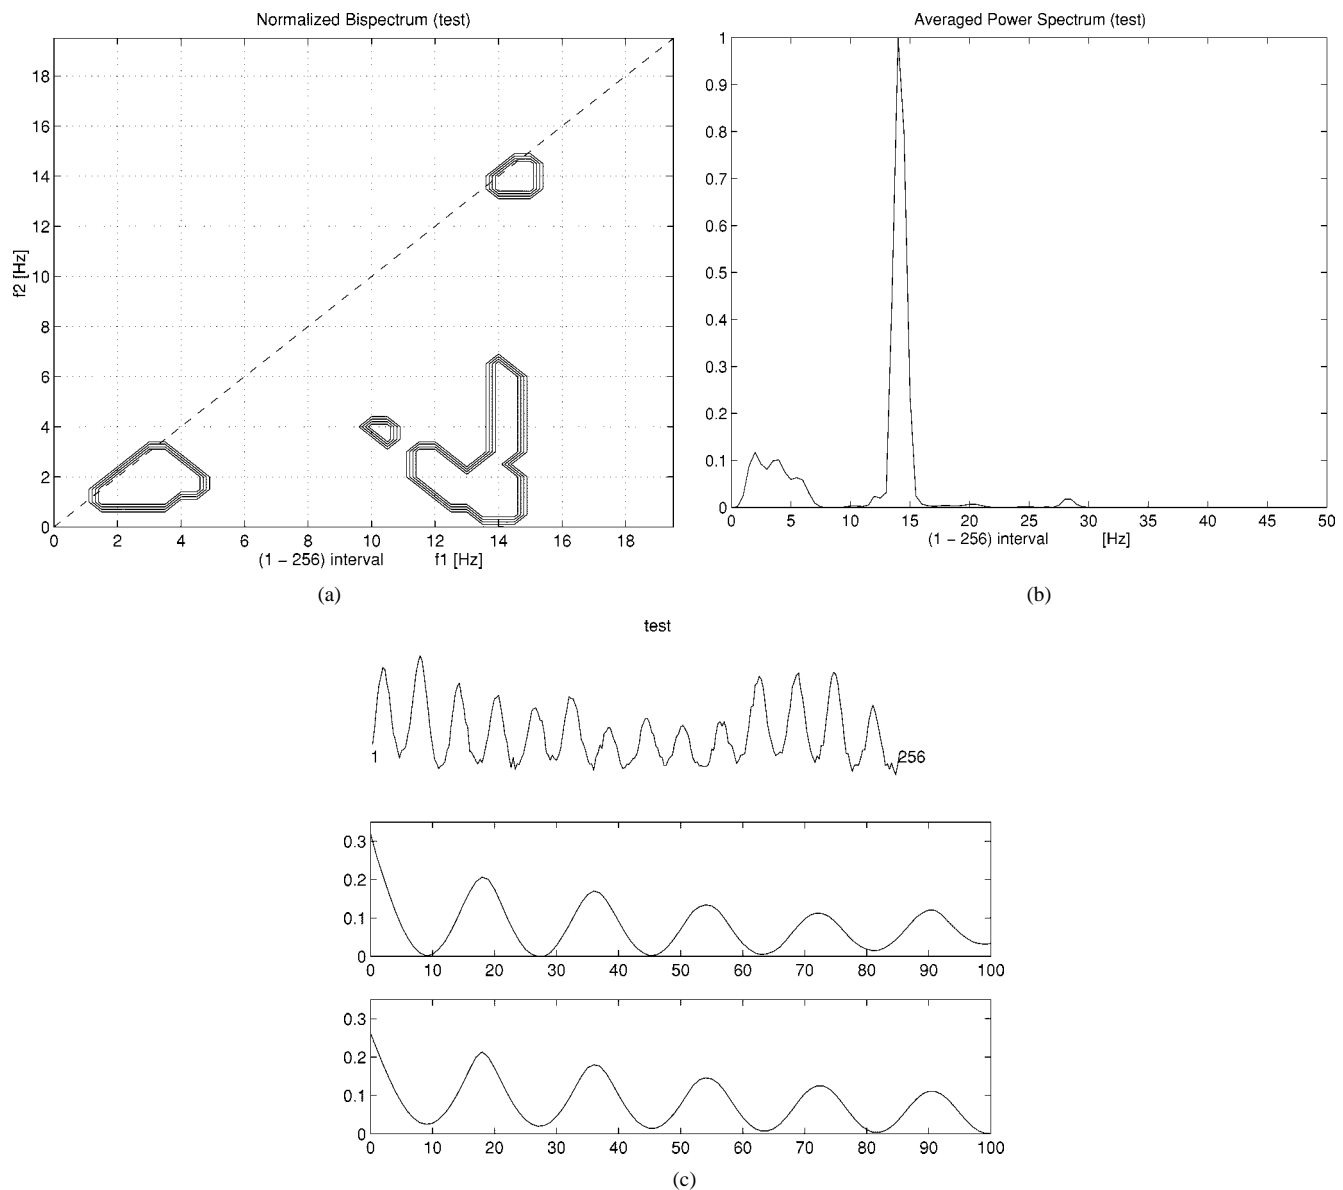 Normalized Bispectrum (test)
18
16
14
12
10
8
6
4
2
0
f2 [Hz]
0 2 4 6 8 10 12 14 16 18
(1 − 256) interval f1 [Hz]
(a)
Averaged Power Spectrum (test)
1
0.9
0.8
0.7
0.6
0.5
0.4
0.3
0.2
0.1
0
0 5 10 15 20 25 30 35 40 45 50
(1 − 256) interval [Hz]
(b)
test
1 256
0.3
0.2
0.1
0
0 10 20 30 40 50 60 70 80 90 100
0.3
0.2
0.1
0
0 10 20 30 40 50 60 70 80 90 100
(c)